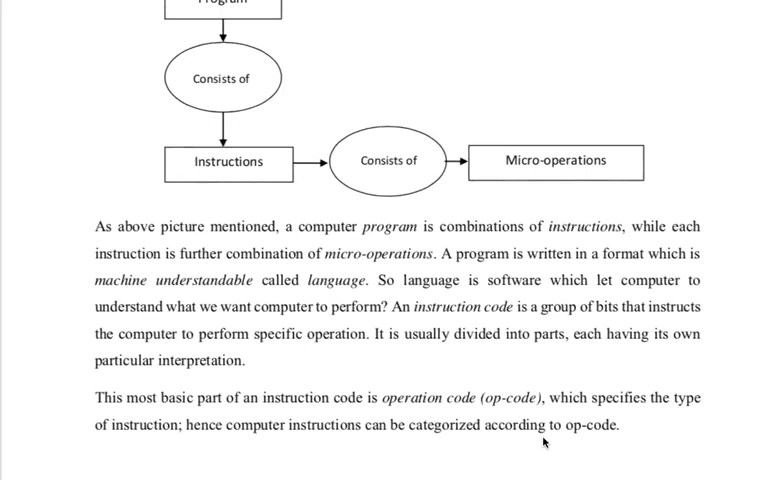 Program
Consists of
Instructions
Consists of
Micro-operations
As above picture mentioned, a computer program is combinations of instructions, while each
instruction is further combination of micro-operations. A program is written in a format which is
machine understandable called language. So language is software which let computer to
understand what we want computer to perform? An instruction code is a group of bits that instructs
the computer to perform specific operation. It is usually divided into parts, each having its own
particular interpretation.
This most basic part of an instruction code is operation code (op-code), which specifies the type
of instruction; hence computer instructions can be categorized according to op-code.